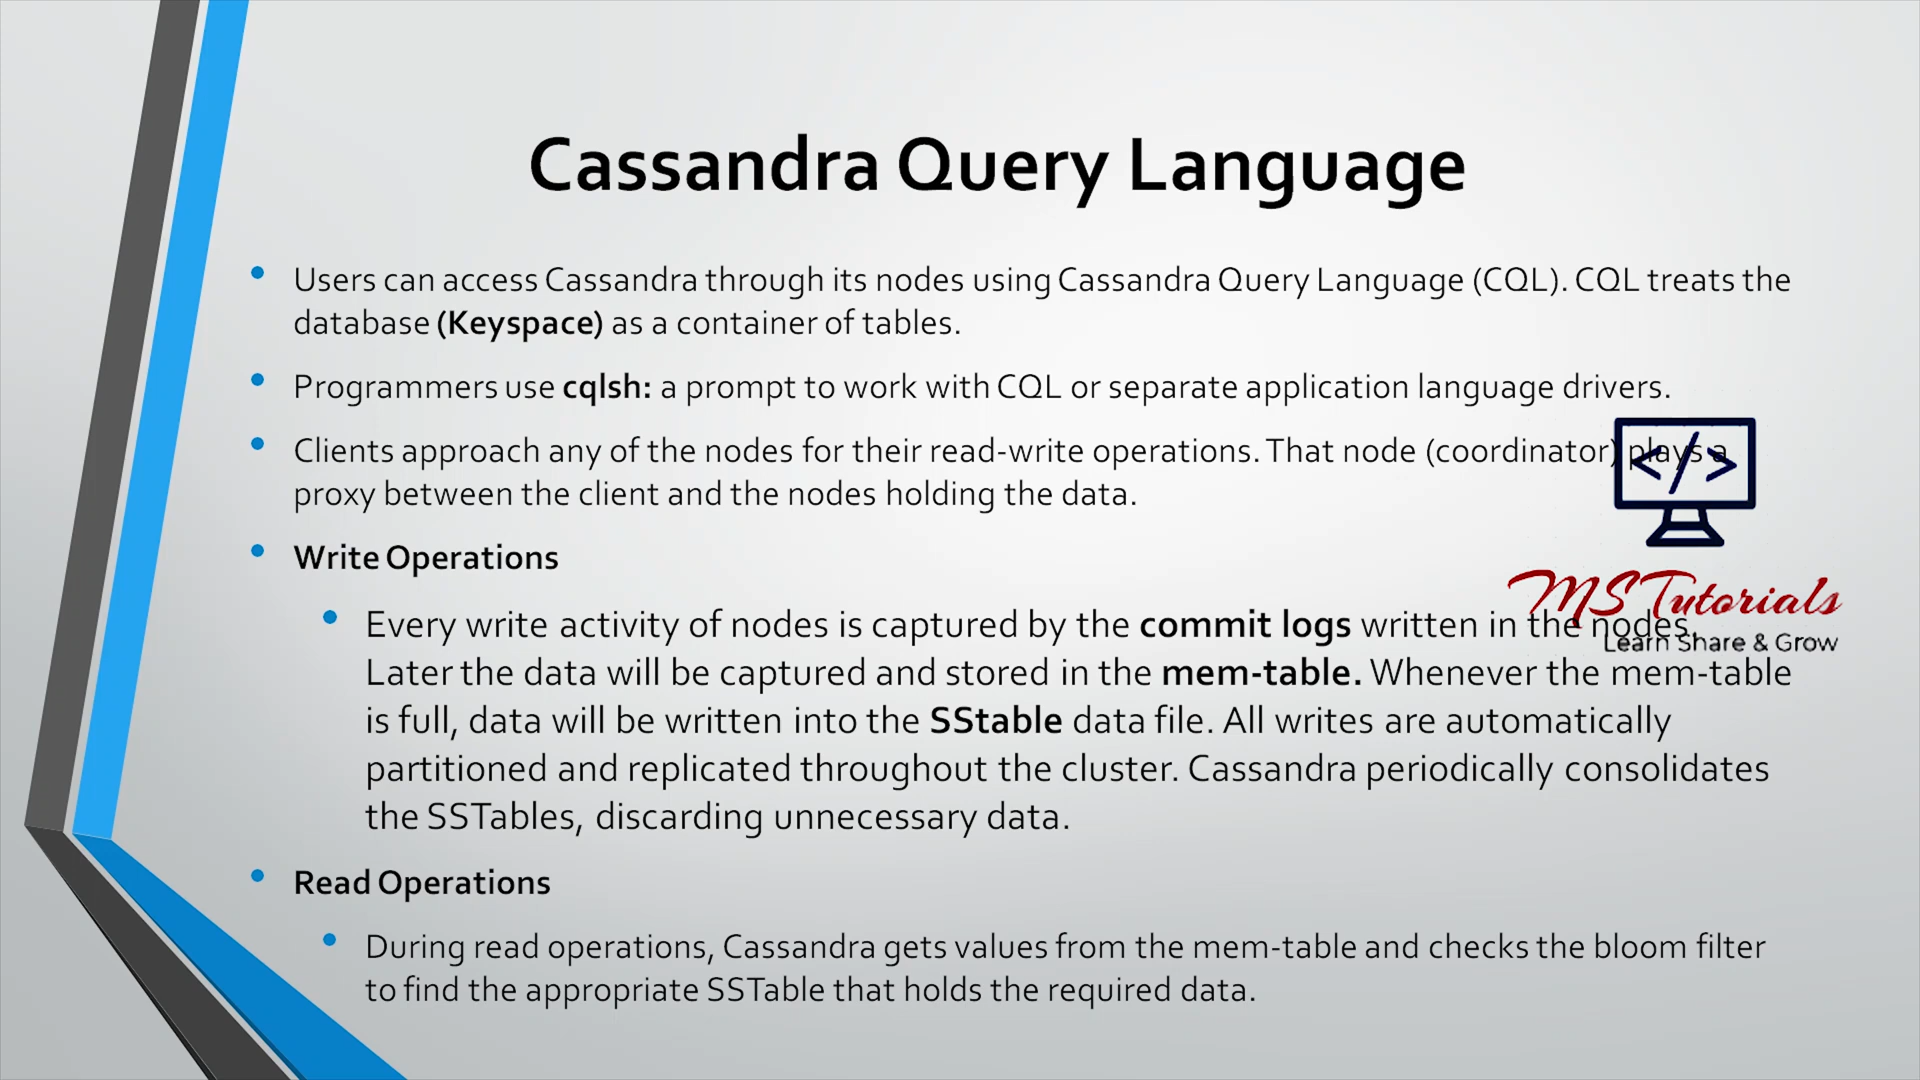 Cassandra Query Language
Users can access Cassandra through its nodes using Cassandra Query Language (CQL). CQL treats the
database (Keyspace) as a container of tables.
Programmers use cqlsh: a prompt to work with CQL or separate application language drivers.
Clients approach any of the nodes for their read-write operations. That node (coordinator) plays a
proxy between the client and the nodes holding the data.
</>
Write Operations
Every write activity of nodes is captured by the commit logs written in the nodes.
MSTutorials
Learn Share & Grow
Later the data will be captured and stored in the mem-table. Whenever the mem-table
is full, data will be written into the SStable data file. All writes are automatically
partitioned and replicated throughout the cluster. Cassandra periodically consolidates
the SSTables, discarding unnecessary data.
Read Operations
During read operations, Cassandra gets values from the mem-table and checks the bloom filter
to find the appropriate SSTable that holds the required data.